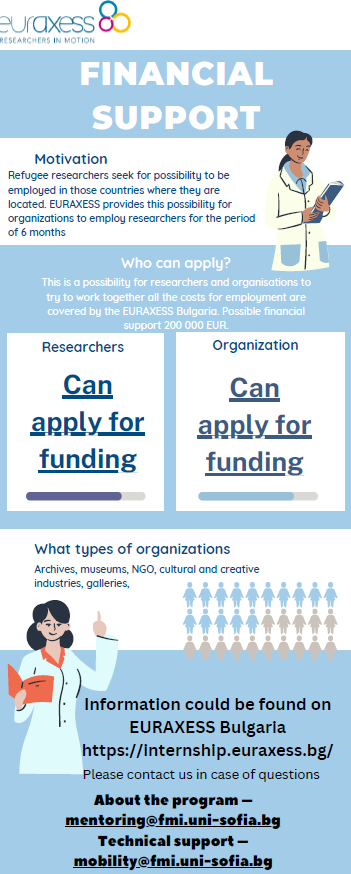 euraxess
RESEARCHERS IN MOTION
FINANCIAL
SUPPORT
Motivation
Refugee researchers seek for possibility to be
employed in those countries where they are
located. EURAXESS provides this possibility for
organizations to employ researchers for the period
of 6 months
Who can apply?
This is a possibility for researchers and organisations to
try to work together all the costs for employment are
covered by the EURAXESS Bulgaria. Possible financial
support 200 000 EUR.
Researchers
Can
apply for
funding
Organization
Can
apply for
funding
What types of organizations
Archives, museums, NGO, cultural and creative
industries, galleries,
Information could be found on
EURAXESS Bulgaria
https://internship.euraxess.bg/
Please contact us in case of questions
About the program —
mentoring@fmi.uni-sofia.bg
Technical support —
mobility@fmi.uni-sofia.bg